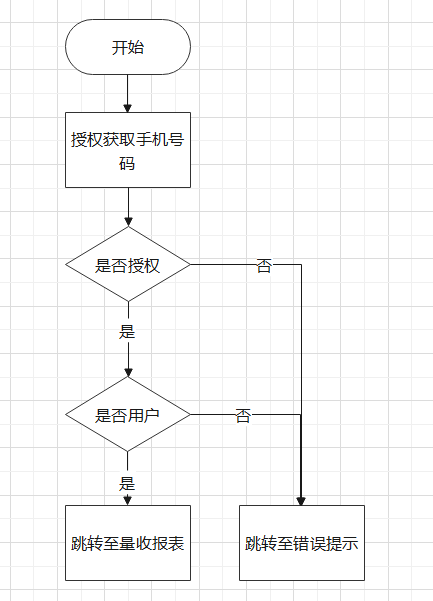 开始
授权获取手机号
码
是否授权
否
是
是否用户
否
是
跳转至量收报表
跳转至错误提示